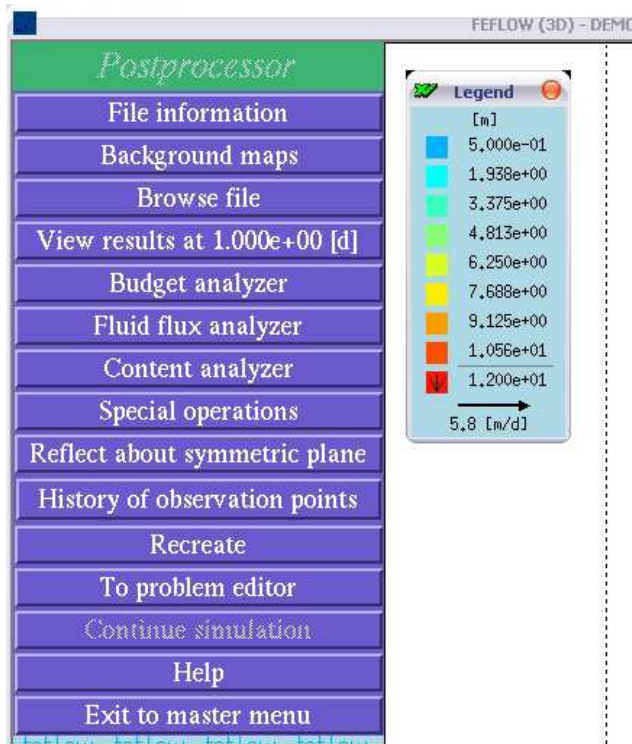 FEFLOW (3D) - DEMO
Postprocessor
File information
Background maps
Browse file
View results at 1.000e+00 [d]
Budget analyzer
Fluid flux analyzer
Content analyzer
Special operations
Reflect about symmetric plane
History of observation points
Recreate
To problem editor
Continue simulation
Help
Exit to master menu
Legend
[m]
5.000e-01
1.938e+00
3.375e+00
4.813e+00
6.250e+00
7.688e+00
9.125e+00
1.056e+01
1.200e+01
5.8 [m/d]